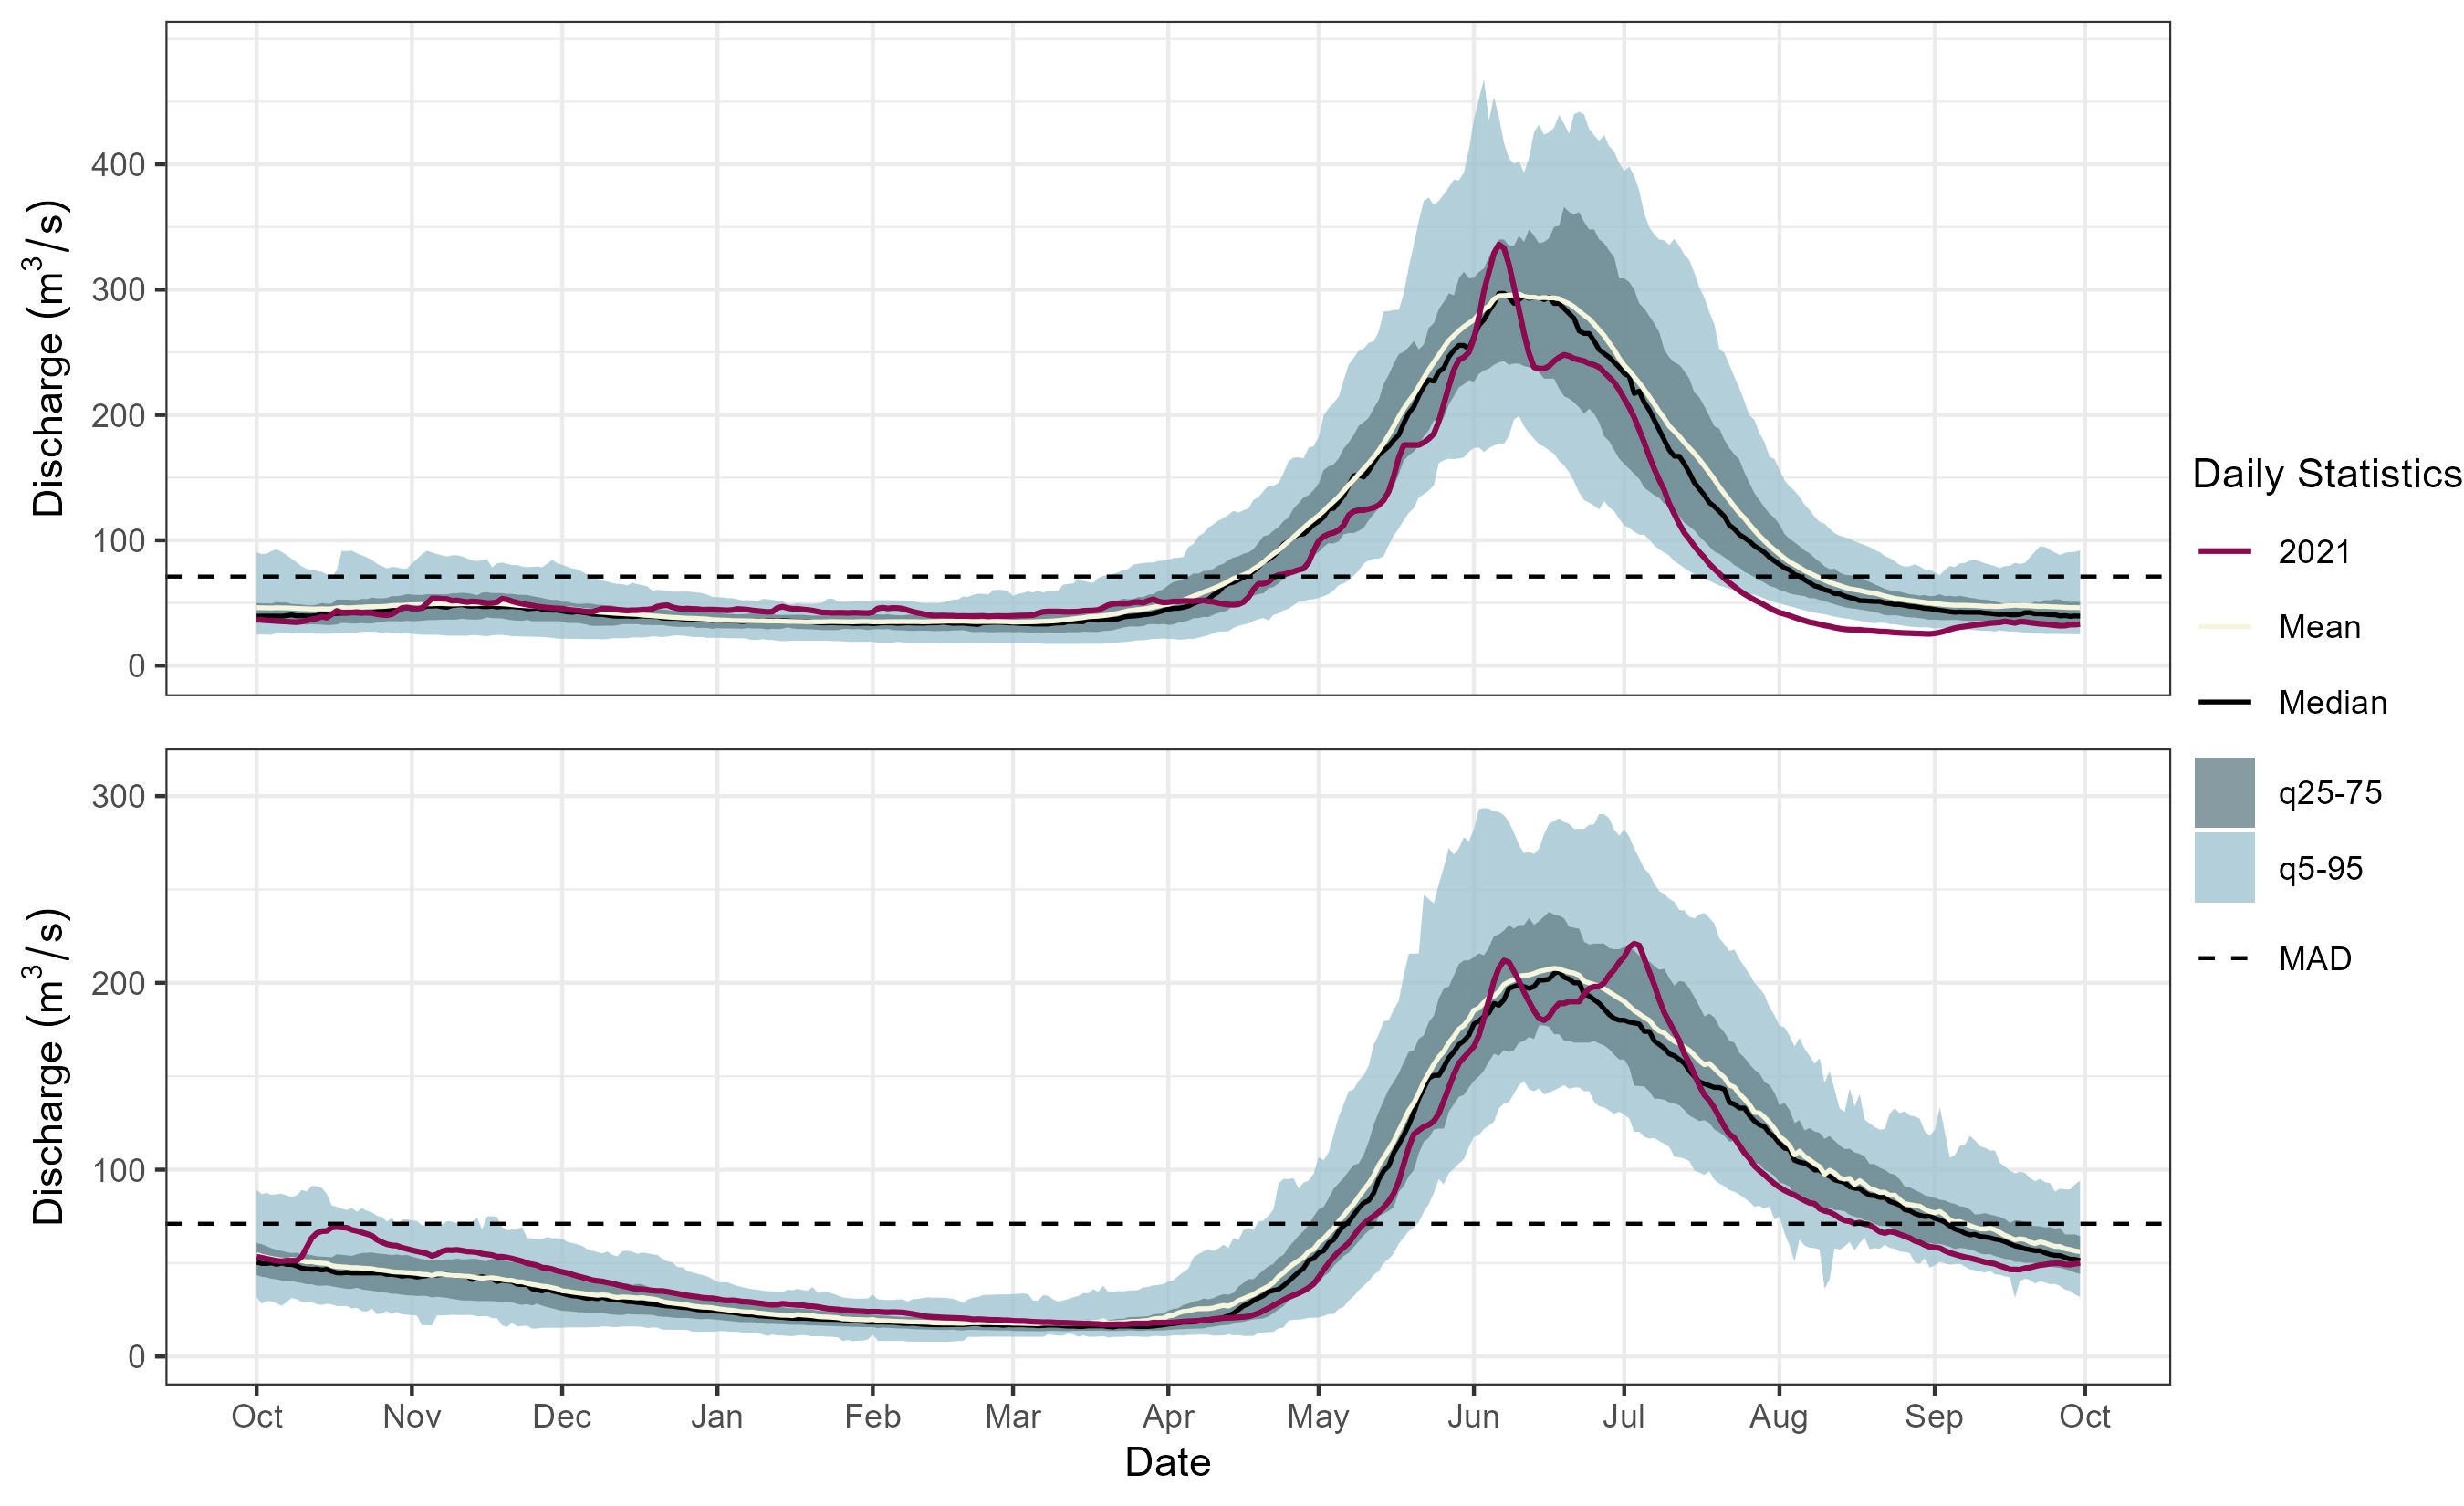 400
300
200
100
0
Discharge (m³/s)
300
200
100
0
Discharge (m³/s)
Oct Nov Dec Jan Feb Mar Apr May Jun Jul Aug Sep Oct
Date
Daily Statistics
2021
Mean
Median
q25-75
q5-95
MAD